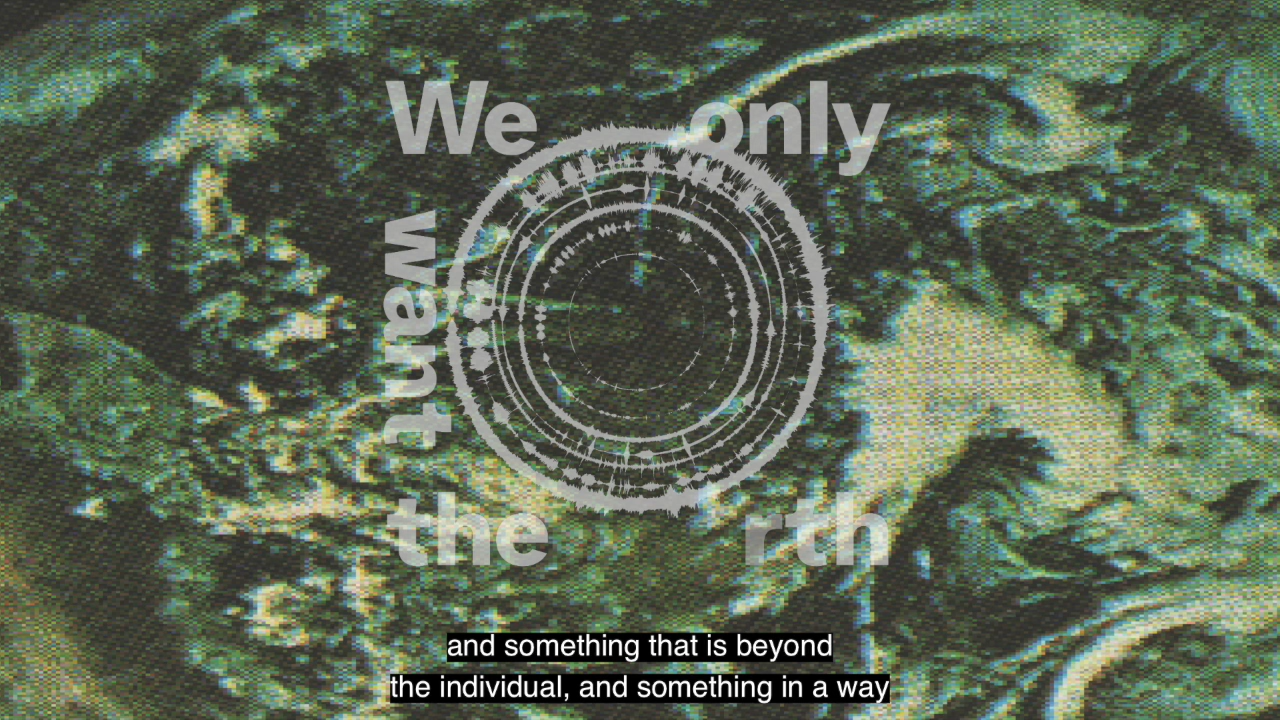 We only
want
the rth
and something that is beyond
the individual, and something in a way